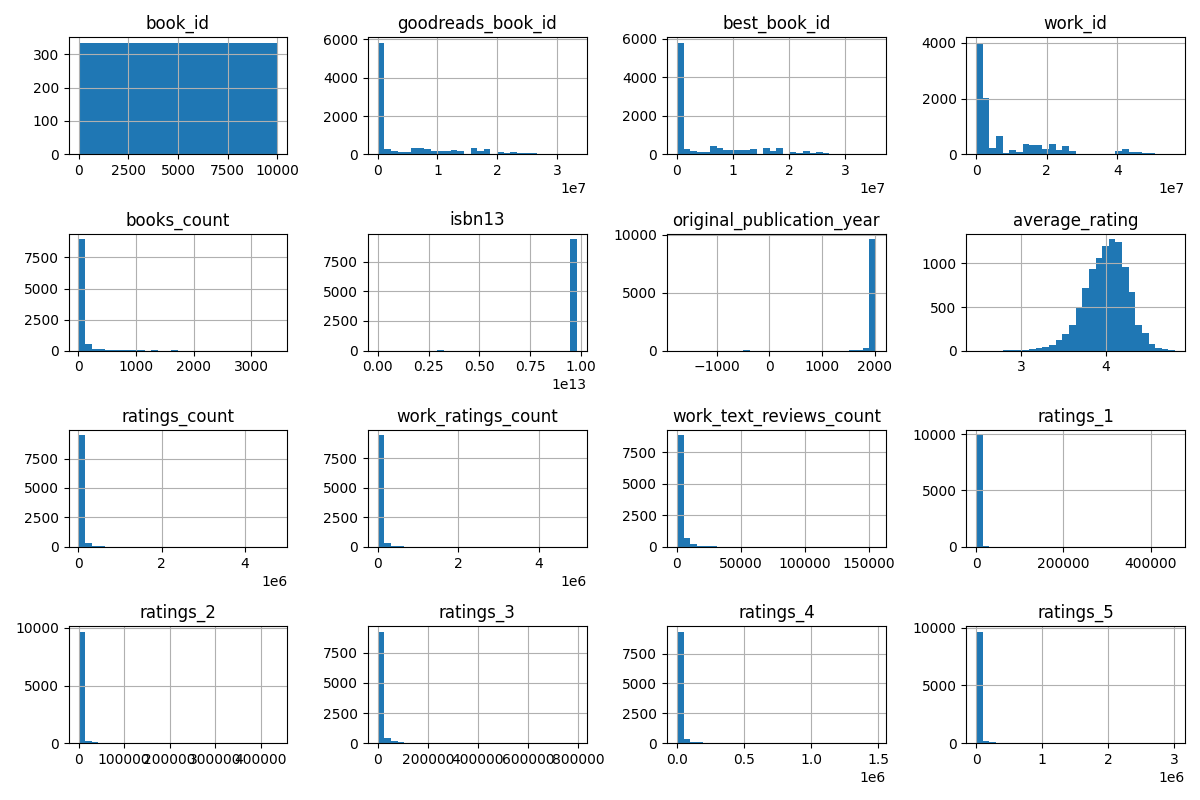 book_id goodreads_book_id best_book_id work_id
300 6000 6000 4000
200 4000 4000 2000
100 2000 2000
0 0 0 0
0 2500 5000 7500 10000 0 1 2 3 0 1 2 3 0 2 4
1e7 1e7 1e7
books_count isbn13 original_publication_year average_rating
7500 7500 10000 1000
5000 5000 5000 500
2500 2500
0 0 0 0
0 1000 2000 3000 0.00 0.25 0.50 0.75 1.00 −1000 0 1000 2000 3 4
1e13
ratings_count work_ratings_count work_text_reviews_count ratings_1
7500 7500 7500 10000
5000 5000 5000 5000
2500 2500 2500
0 0 0 0
0 2 4 0 2 4 0 50000 100000 150000 0 200000 400000
1e6 1e6
ratings_2 ratings_3 ratings_4 ratings_5
10000 7500 7500 10000
5000 5000 5000 5000
2500 2500
0 0 0 0
0 100000 200000 300000 400000 0 200000 400000 600000 800000 0.0 0.5 1.0 1.5 0 1 2 3
1e6 1e6